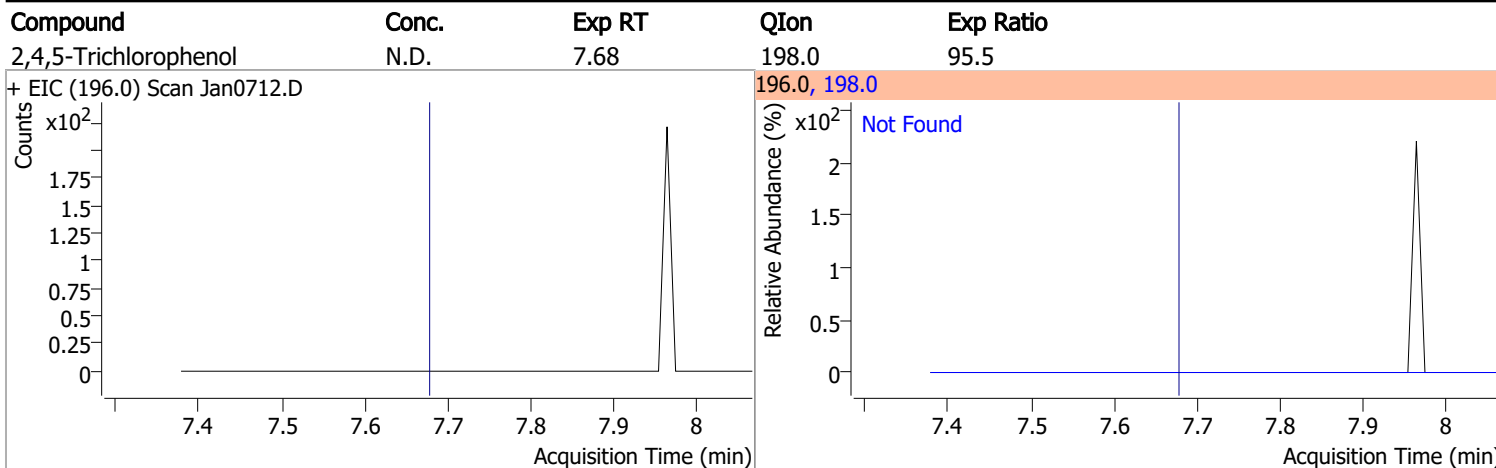 Compound Conc. Exp RT QIon Exp Ratio
2,4,5-Trichlorophenol N.D. 7.68 198.0 95.5
+ EIC (196.0) Scan Jan0712.D
Counts
x10²
1.75
1.5
1.25
1
0.75
0.5
0.25
0
7.4 7.5 7.6 7.7 7.8 7.9 8
Acquisition Time (min)
196.0, 198.0
Relative Abundance (%)
x10²
Not Found
2
1.5
1
0.5
0
7.4 7.5 7.6 7.7 7.8 7.9 8
Acquisition Time (min)